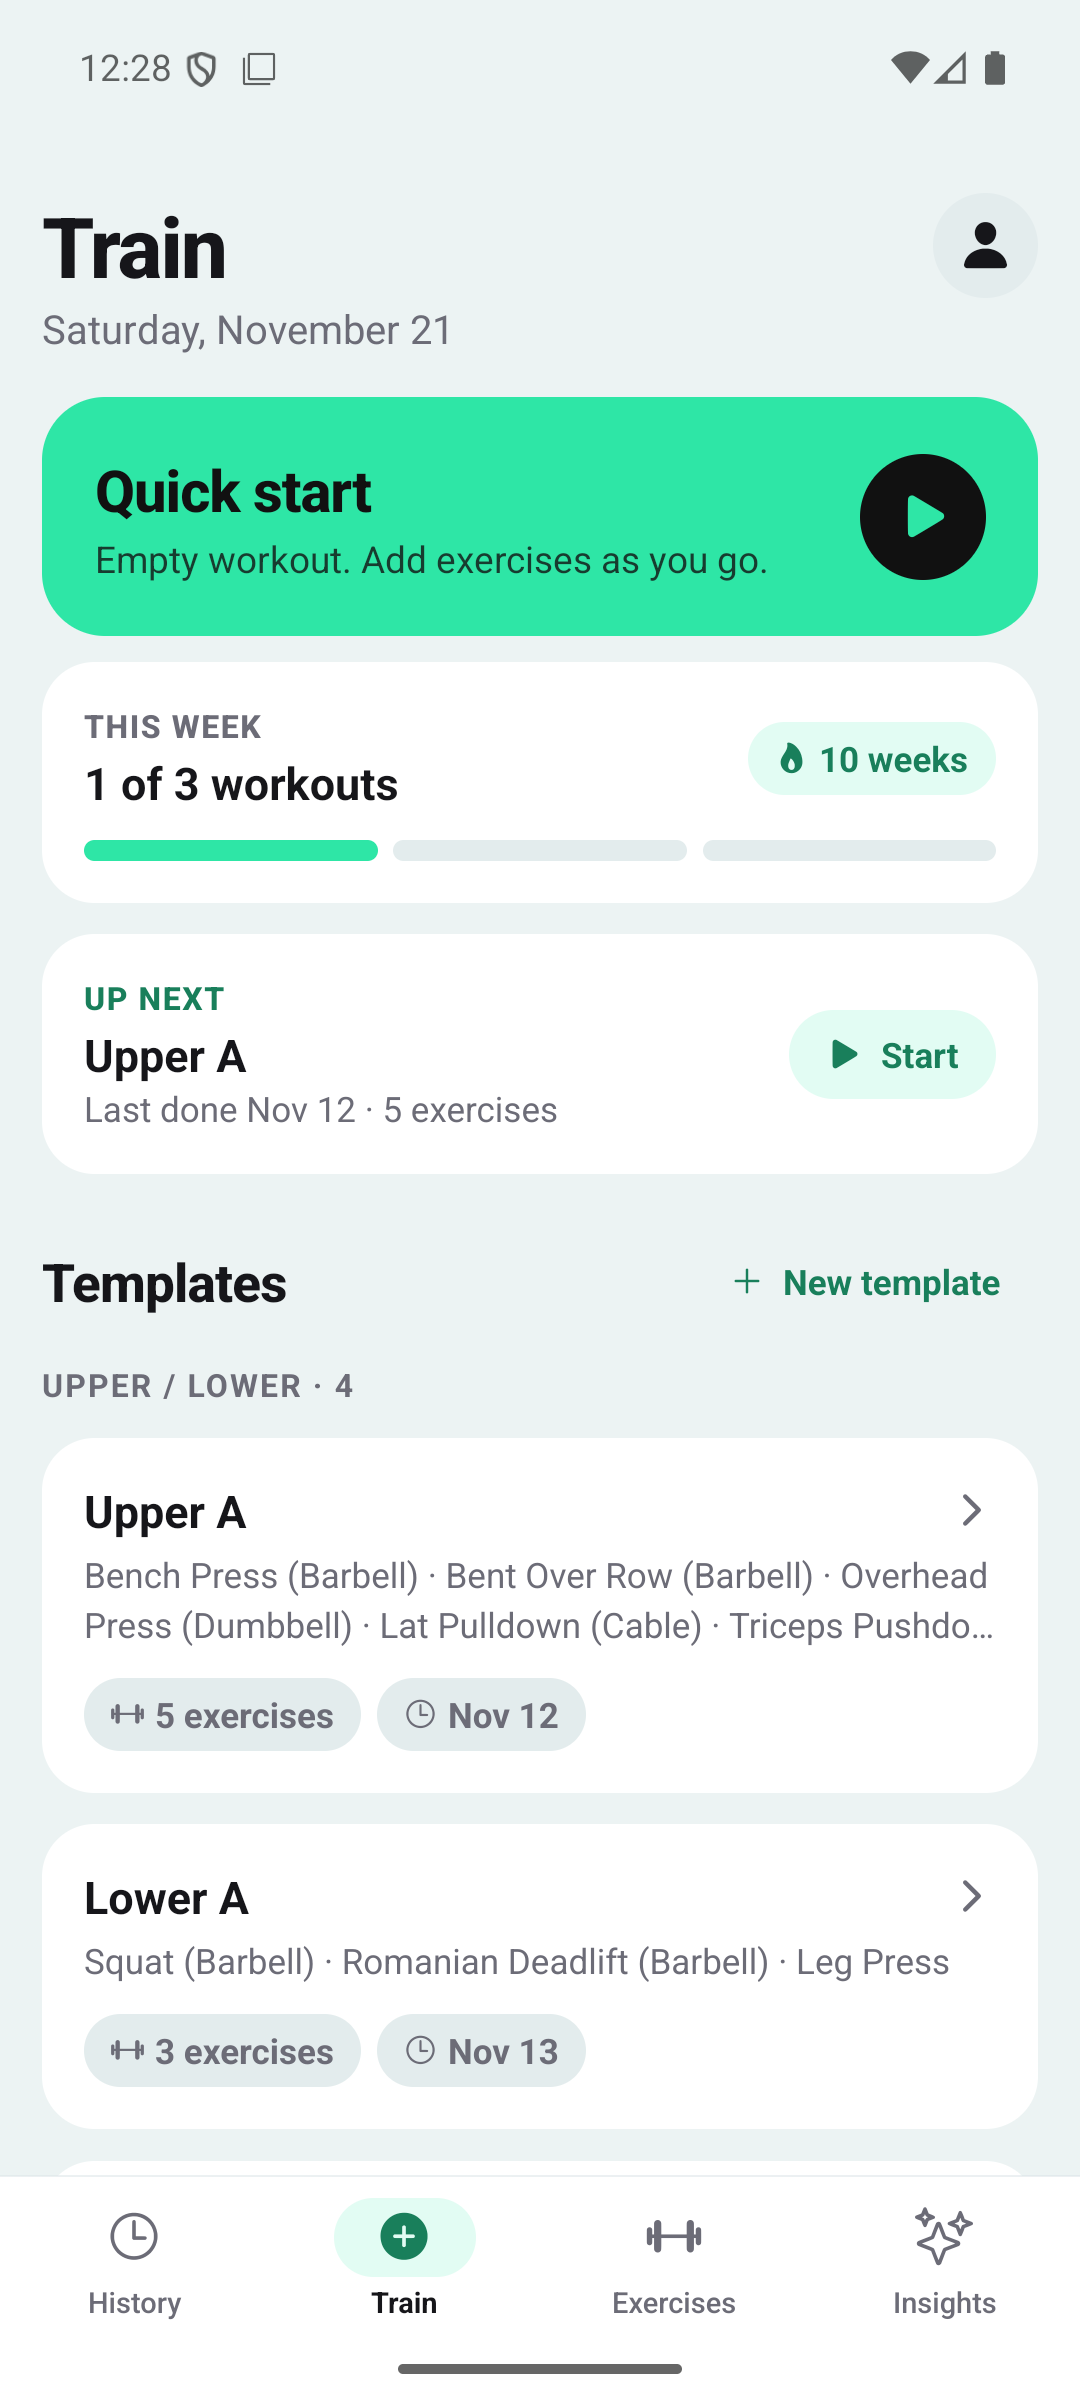 12:28
Train
Saturday, November 21
Quick start
Empty workout. Add exercises as you go.
THIS WEEK
1 of 3 workouts
10 weeks
UP NEXT
Upper A
Last done Nov 12 · 5 exercises
Start
Templates
New template
UPPER / LOWER · 4
Upper A
Bench Press (Barbell) · Bent Over Row (Barbell) · Overhead
Press (Dumbbell) · Lat Pulldown (Cable) · Triceps Pushdo…
5 exercises
Nov 12
Lower A
Squat (Barbell) · Romanian Deadlift (Barbell) · Leg Press
3 exercises
Nov 13
History
Train
Exercises
Insights